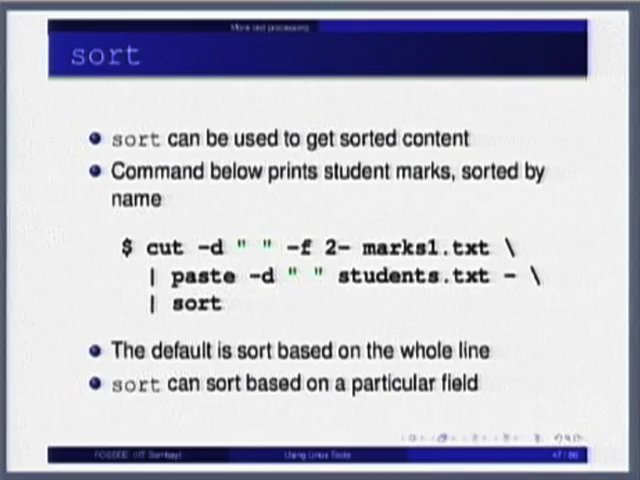 More text processing
sort
sort can be used to get sorted content
Command below prints student marks, sorted by
name
$ cut -d " " -f 2- marks1.txt \
| paste -d " " students.txt - \
| sort
The default is sort based on the whole line
sort can sort based on a particular field
FOSSEE (IIT Bombay)
Using Linux Tools